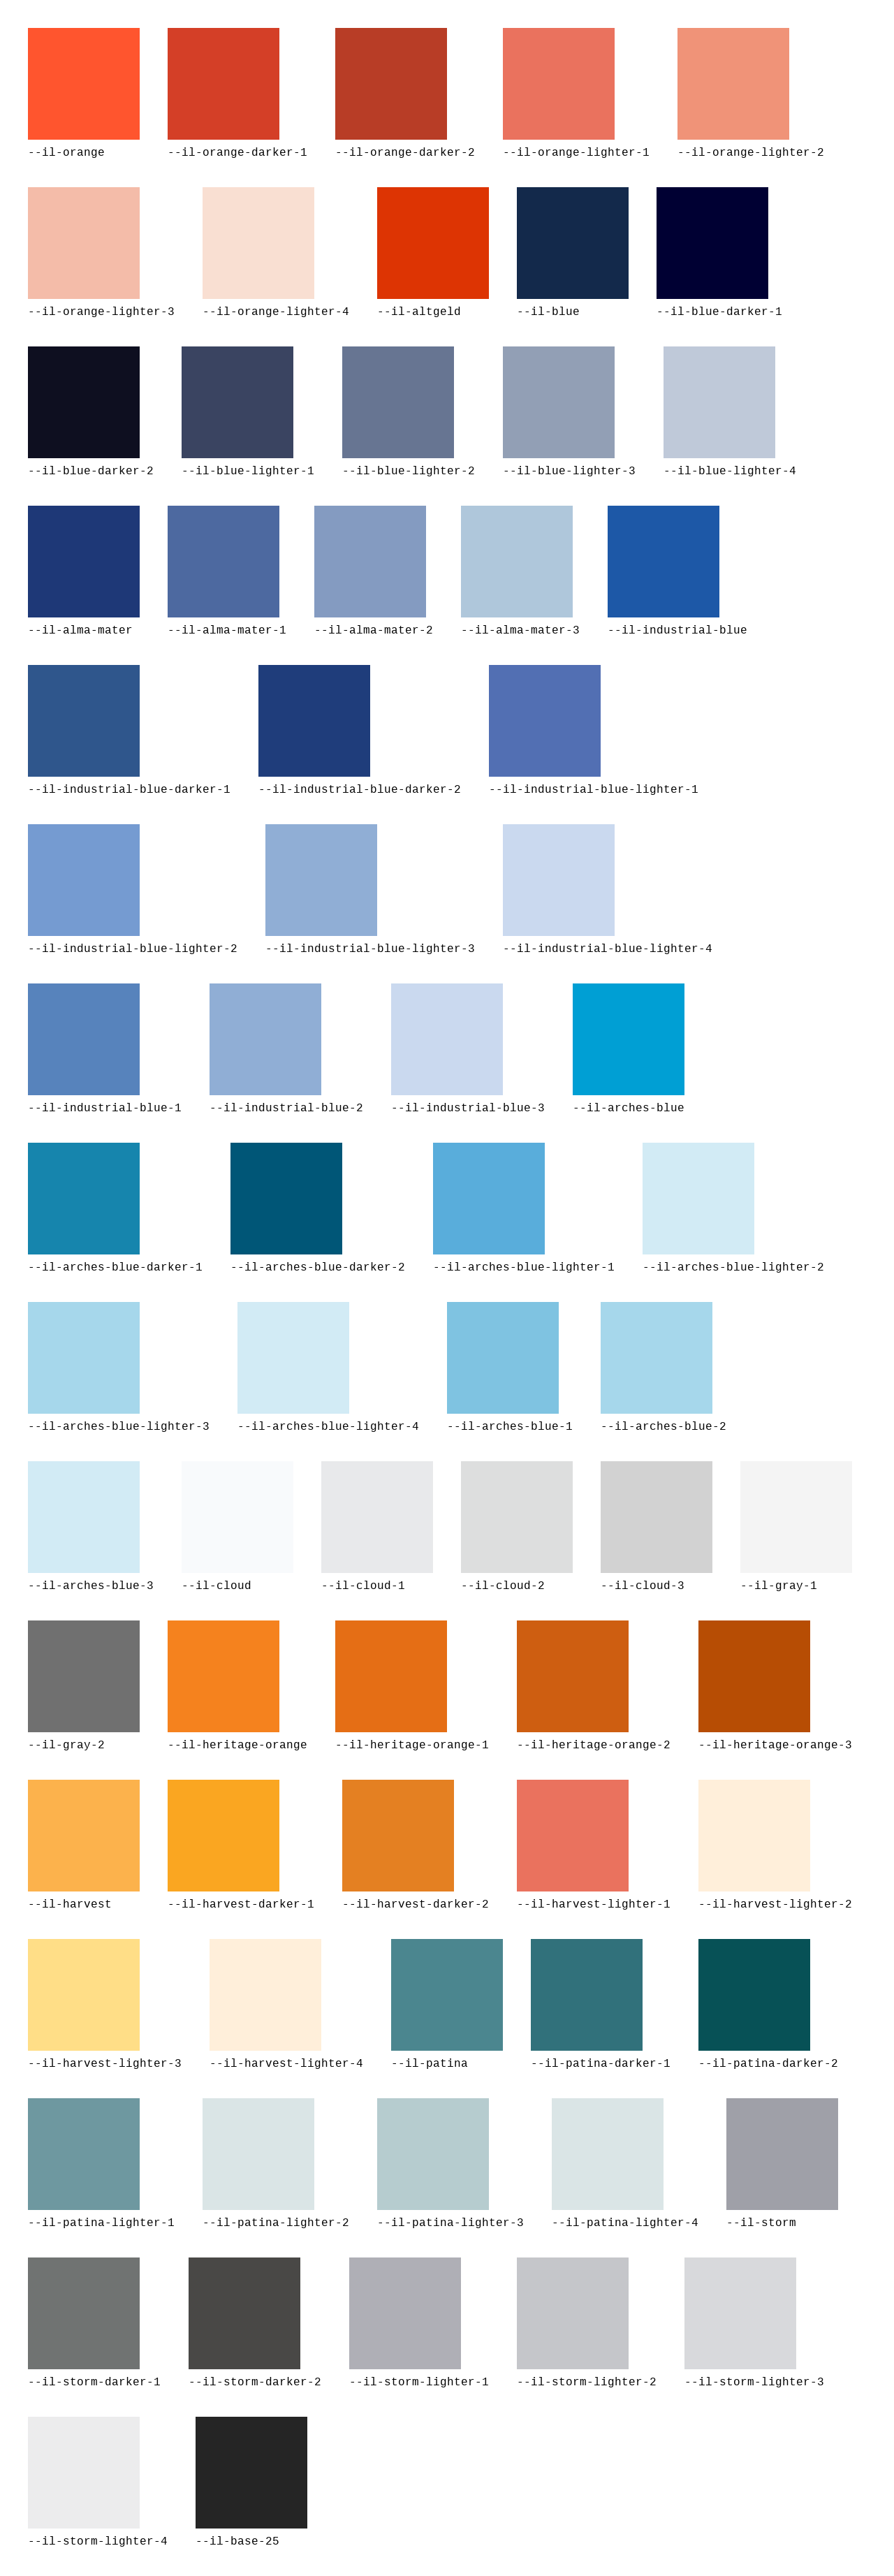 --il-orange --il-orange-darker-1 --il-orange-darker-2 --il-orange-lighter-1 --il-orange-lighter-2
--il-orange-lighter-3 --il-orange-lighter-4 --il-altgeld --il-blue --il-blue-darker-1
--il-blue-darker-2 --il-blue-lighter-1 --il-blue-lighter-2 --il-blue-lighter-3 --il-blue-lighter-4
--il-alma-mater --il-alma-mater-1 --il-alma-mater-2 --il-alma-mater-3 --il-industrial-blue
--il-industrial-blue-darker-1 --il-industrial-blue-darker-2 --il-industrial-blue-lighter-1
--il-industrial-blue-lighter-2 --il-industrial-blue-lighter-3 --il-industrial-blue-lighter-4
--il-industrial-blue-1 --il-industrial-blue-2 --il-industrial-blue-3 --il-arches-blue
--il-arches-blue-darker-1 --il-arches-blue-darker-2 --il-arches-blue-lighter-1 --il-arches-blue-lighter-2
--il-arches-blue-lighter-3 --il-arches-blue-lighter-4 --il-arches-blue-1 --il-arches-blue-2
--il-arches-blue-3 --il-cloud --il-cloud-1 --il-cloud-2 --il-cloud-3 --il-gray-1
--il-gray-2 --il-heritage-orange --il-heritage-orange-1 --il-heritage-orange-2 --il-heritage-orange-3
--il-harvest --il-harvest-darker-1 --il-harvest-darker-2 --il-harvest-lighter-1 --il-harvest-lighter-2
--il-harvest-lighter-3 --il-harvest-lighter-4 --il-patina --il-patina-darker-1 --il-patina-darker-2
--il-patina-lighter-1 --il-patina-lighter-2 --il-patina-lighter-3 --il-patina-lighter-4 --il-storm
--il-storm-darker-1 --il-storm-darker-2 --il-storm-lighter-1 --il-storm-lighter-2 --il-storm-lighter-3
--il-storm-lighter-4 --il-base-25